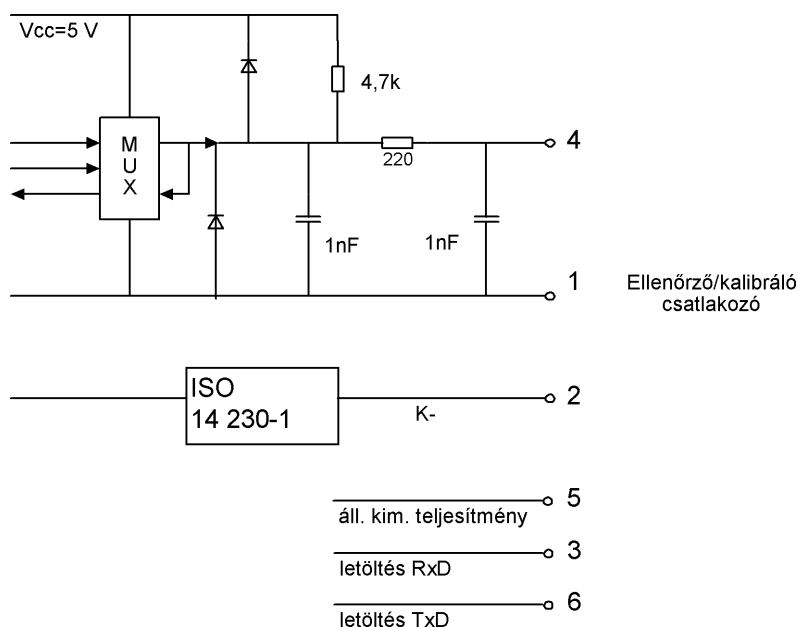 Vcc=5 V
4,7k
MUX
4
220
1nF
1nF
1
Ellenőrző/kalibráló
csatlakozó
ISO
14 230-1
K-
2
áll. kim. teljesítmény
5
letöltés RxD
3
letöltés TxD
6